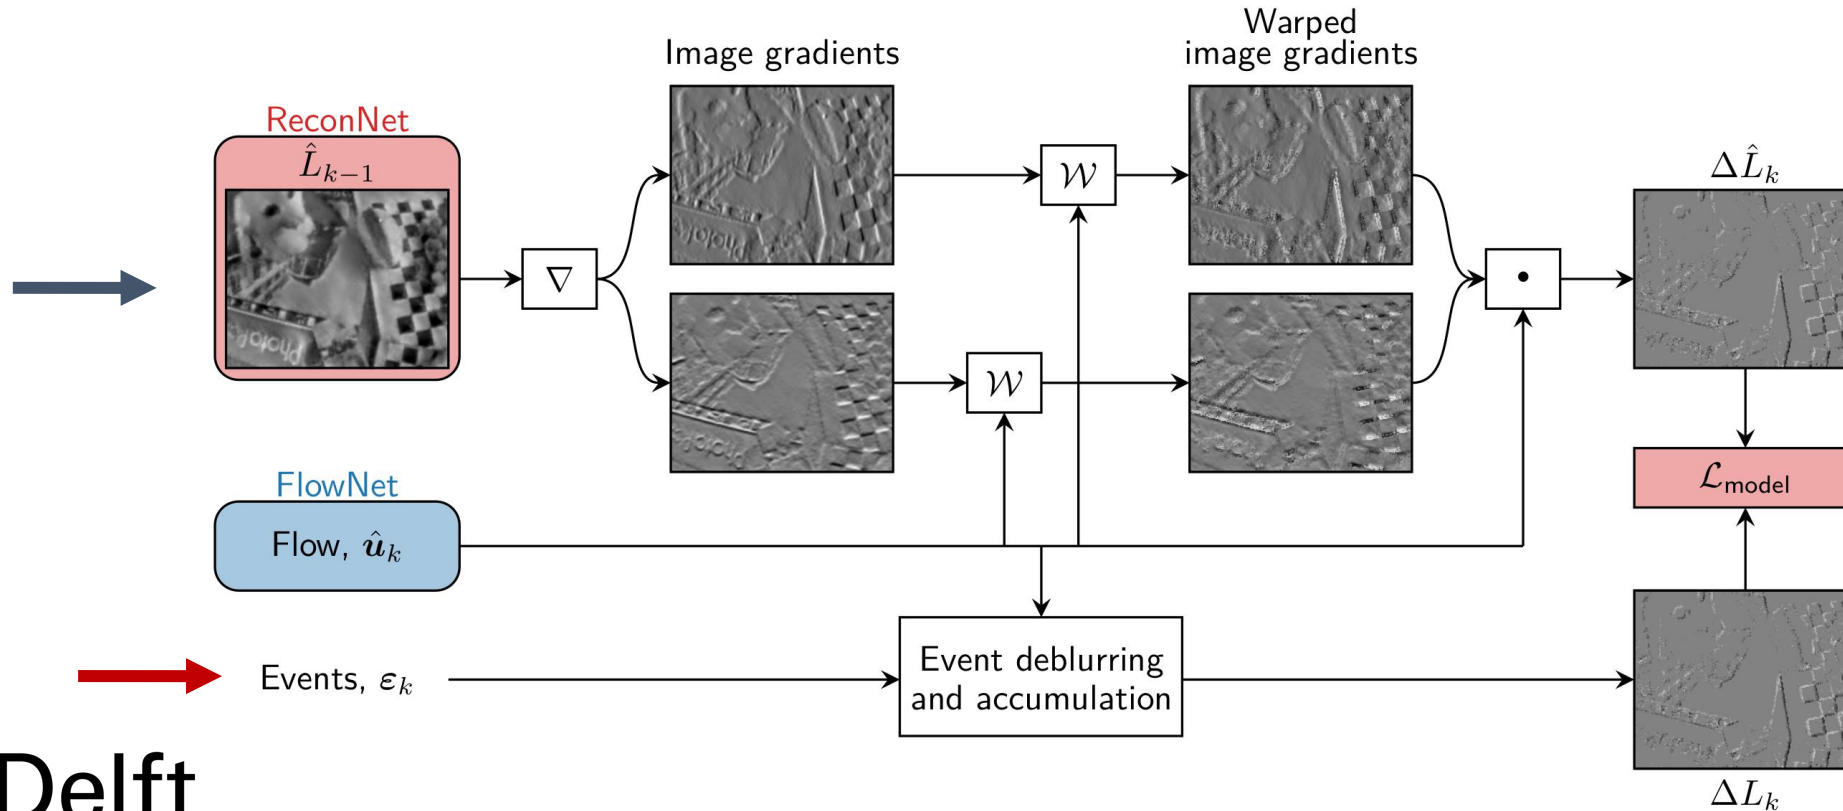 Warped
Image gradients
image gradients
ReconNet
L̂ₖ₋₁
𝒲
ΔL̂ₖ
∇
•
𝒲
FlowNet
ℒmodel
Flow, ûₖ
Event deblurring
Events, εₖ
and accumulation
Delft
ΔLₖ